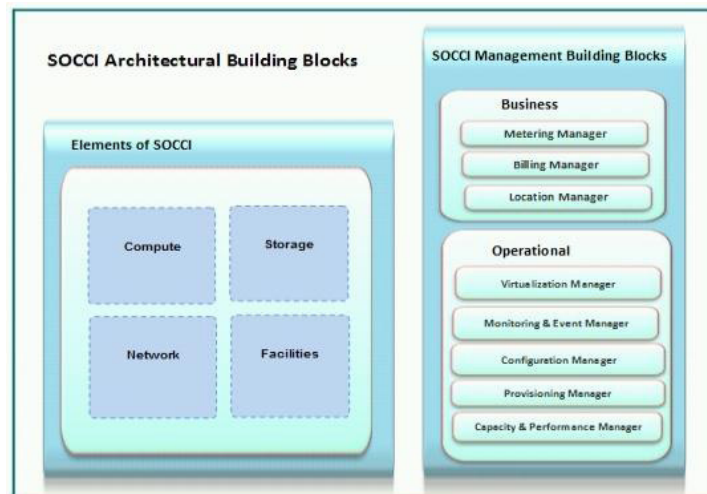 SOCCI Architectural Building Blocks
Elements of SOCCI
Compute
Storage
Network
Facilities
SOCCI Management Building Blocks
Business
Metering Manager
Billing Manager
Location Manager
Operational
Virtualization Manager
Monitoring & Event Manager
Configuration Manager
Provisioning Manager
Capacity & Performance Manager